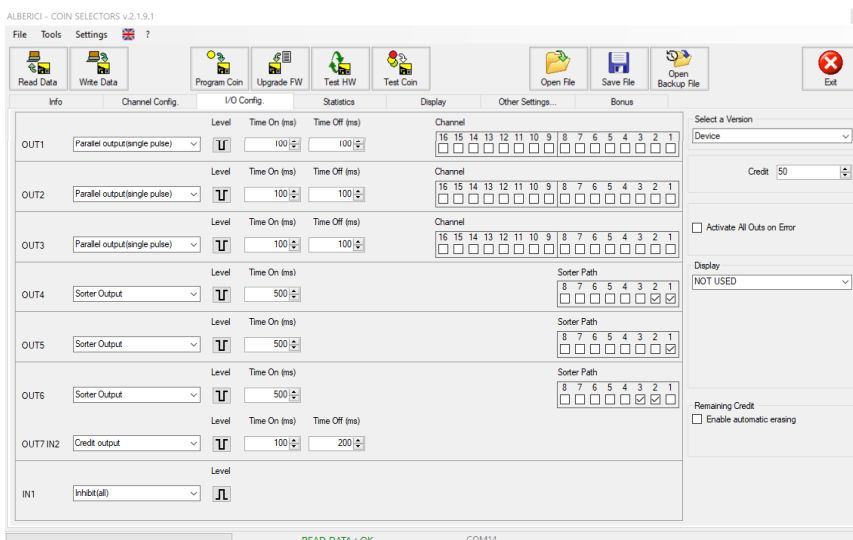 ALBERICI - COIN SELECTORS v.2.1.9.1
File Tools Settings ?
Read Data Write Data Program Coin Upgrade FW Test HW Test Coin Open File Save File Open Backup File Exit
Info Channel Config. I/O Config. Statistics Display Other Settings... Bonus
Level Time On (ms) Time Off (ms) Channel
16 15 14 13 12 11 10 9 8 7 6 5 4 3 2 1
OUT1 Parallel output(single pulse) 100 100
Level Time On (ms) Time Off (ms) Channel
16 15 14 13 12 11 10 9 8 7 6 5 4 3 2 1
OUT2 Parallel output(single pulse) 100 100
Level Time On (ms) Time Off (ms) Channel
16 15 14 13 12 11 10 9 8 7 6 5 4 3 2 1
OUT3 Parallel output(single pulse) 100 100
Level Time On (ms) Sorter Path
8 7 6 5 4 3 2 1
OUT4 Sorter Output 500
Level Time On (ms) Sorter Path
8 7 6 5 4 3 2 1
OUT5 Sorter Output 500
Level Time On (ms) Sorter Path
8 7 6 5 4 3 2 1
OUT6 Sorter Output 500
Level Time On (ms) Time Off (ms)
OUT7 IN2 Credit output 100 200
Level
IN1 Inhibit(all)
Select a Version
Device
Credit 50
Activate All Outs on Error
Display
NOT USED
Remaining Credit
Enable automatic erasing
READ DATA : OK COM14